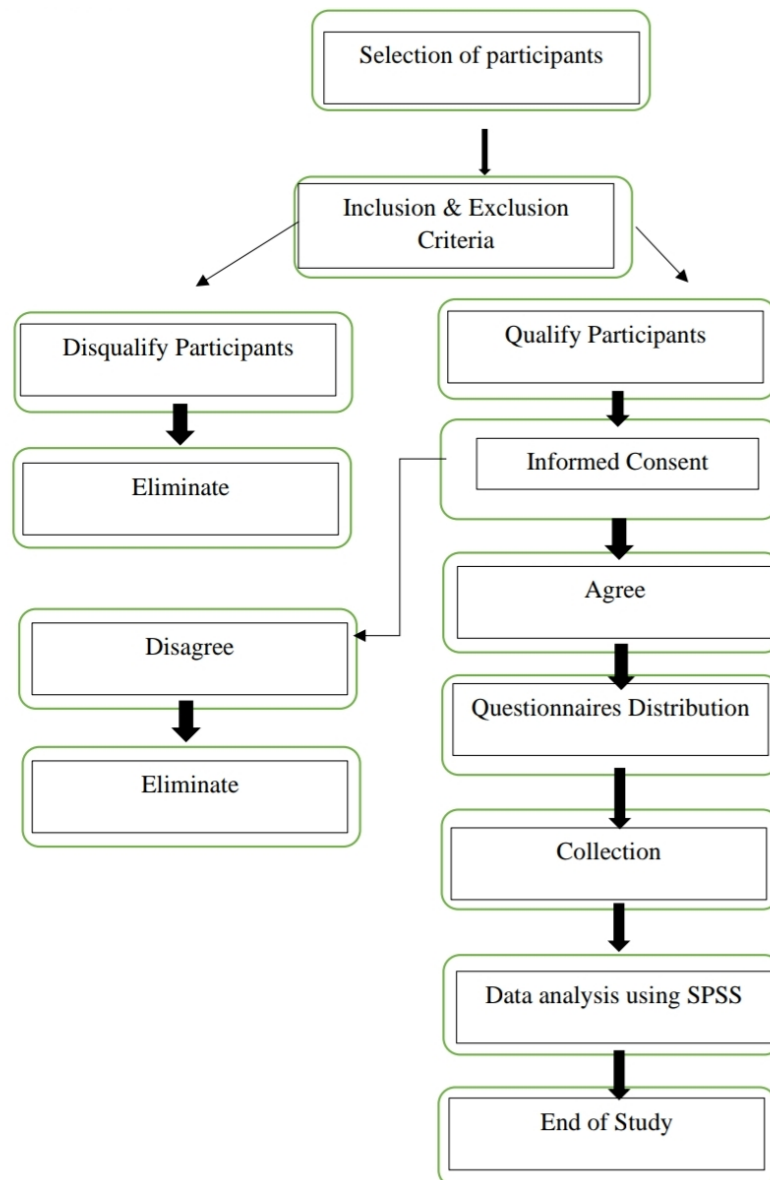 Selection of participants
Inclusion & Exclusion
Criteria
Disqualify Participants
Qualify Participants
Eliminate
Informed Consent
Agree
Disagree
Questionnaires Distribution
Eliminate
Collection
Data analysis using SPSS
End of Study